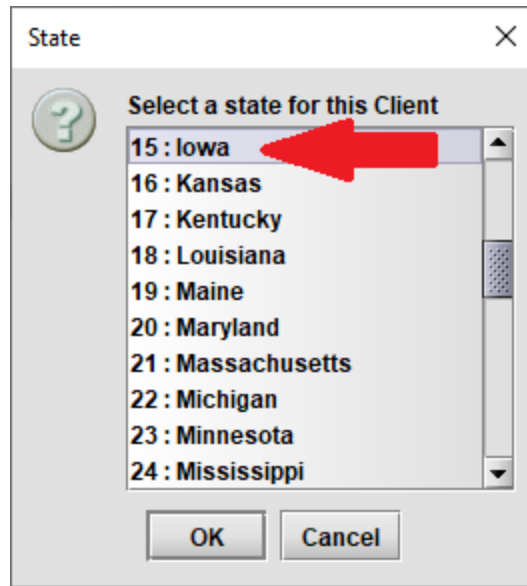 State
Select a state for this Client
15 : Iowa
16 : Kansas
17 : Kentucky
18 : Louisiana
19 : Maine
20 : Maryland
21 : Massachusetts
22 : Michigan
23 : Minnesota
24 : Mississippi
OK Cancel